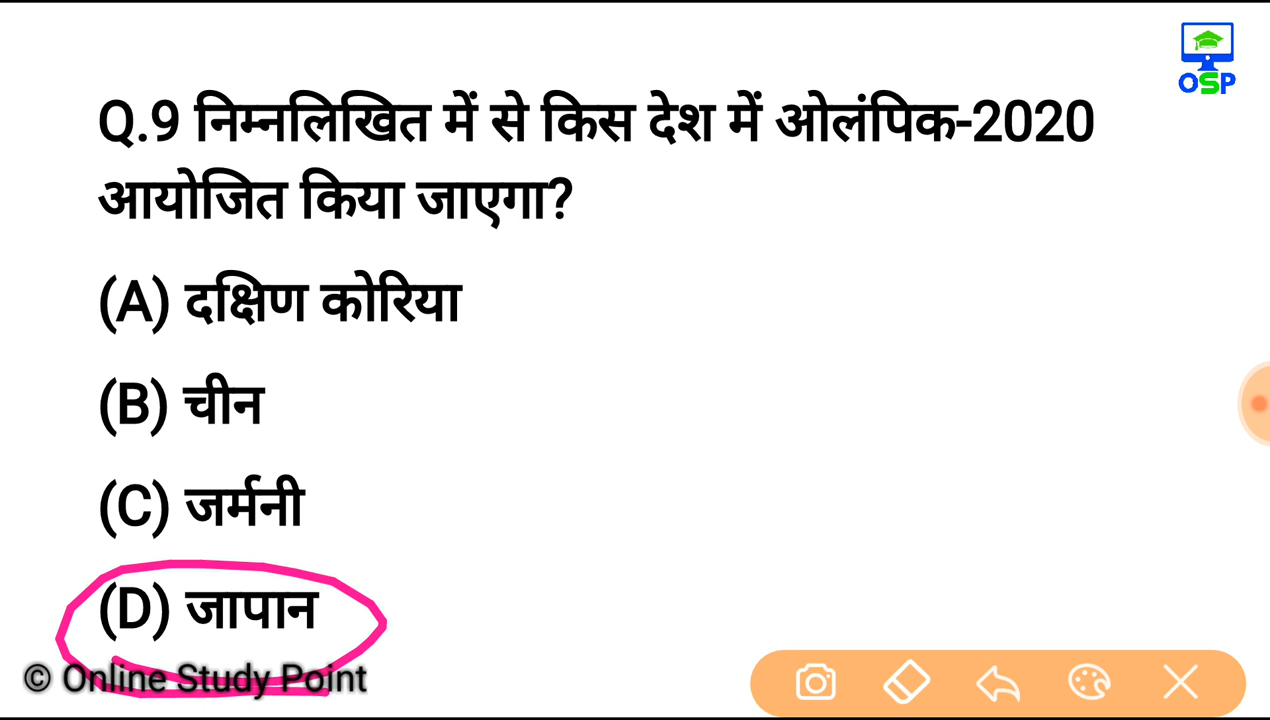 OSP
Q.9 निम्नलिखित में से किस देश में ओलंपिक-2020
आयोजित किया जाएगा?
(A) दक्षिण कोरिया
(B) चीन
(C) जर्मनी
(D) जापान
© Online Study Point